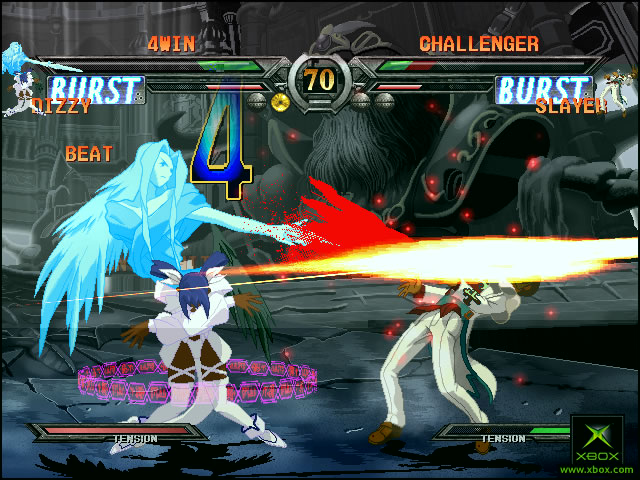 4WIN
CHALLENGER
70
BURST
BURST
DIZZY
SLAYER
BEAT
4
TENSION
TENSION
XBOX
www.xbox.com